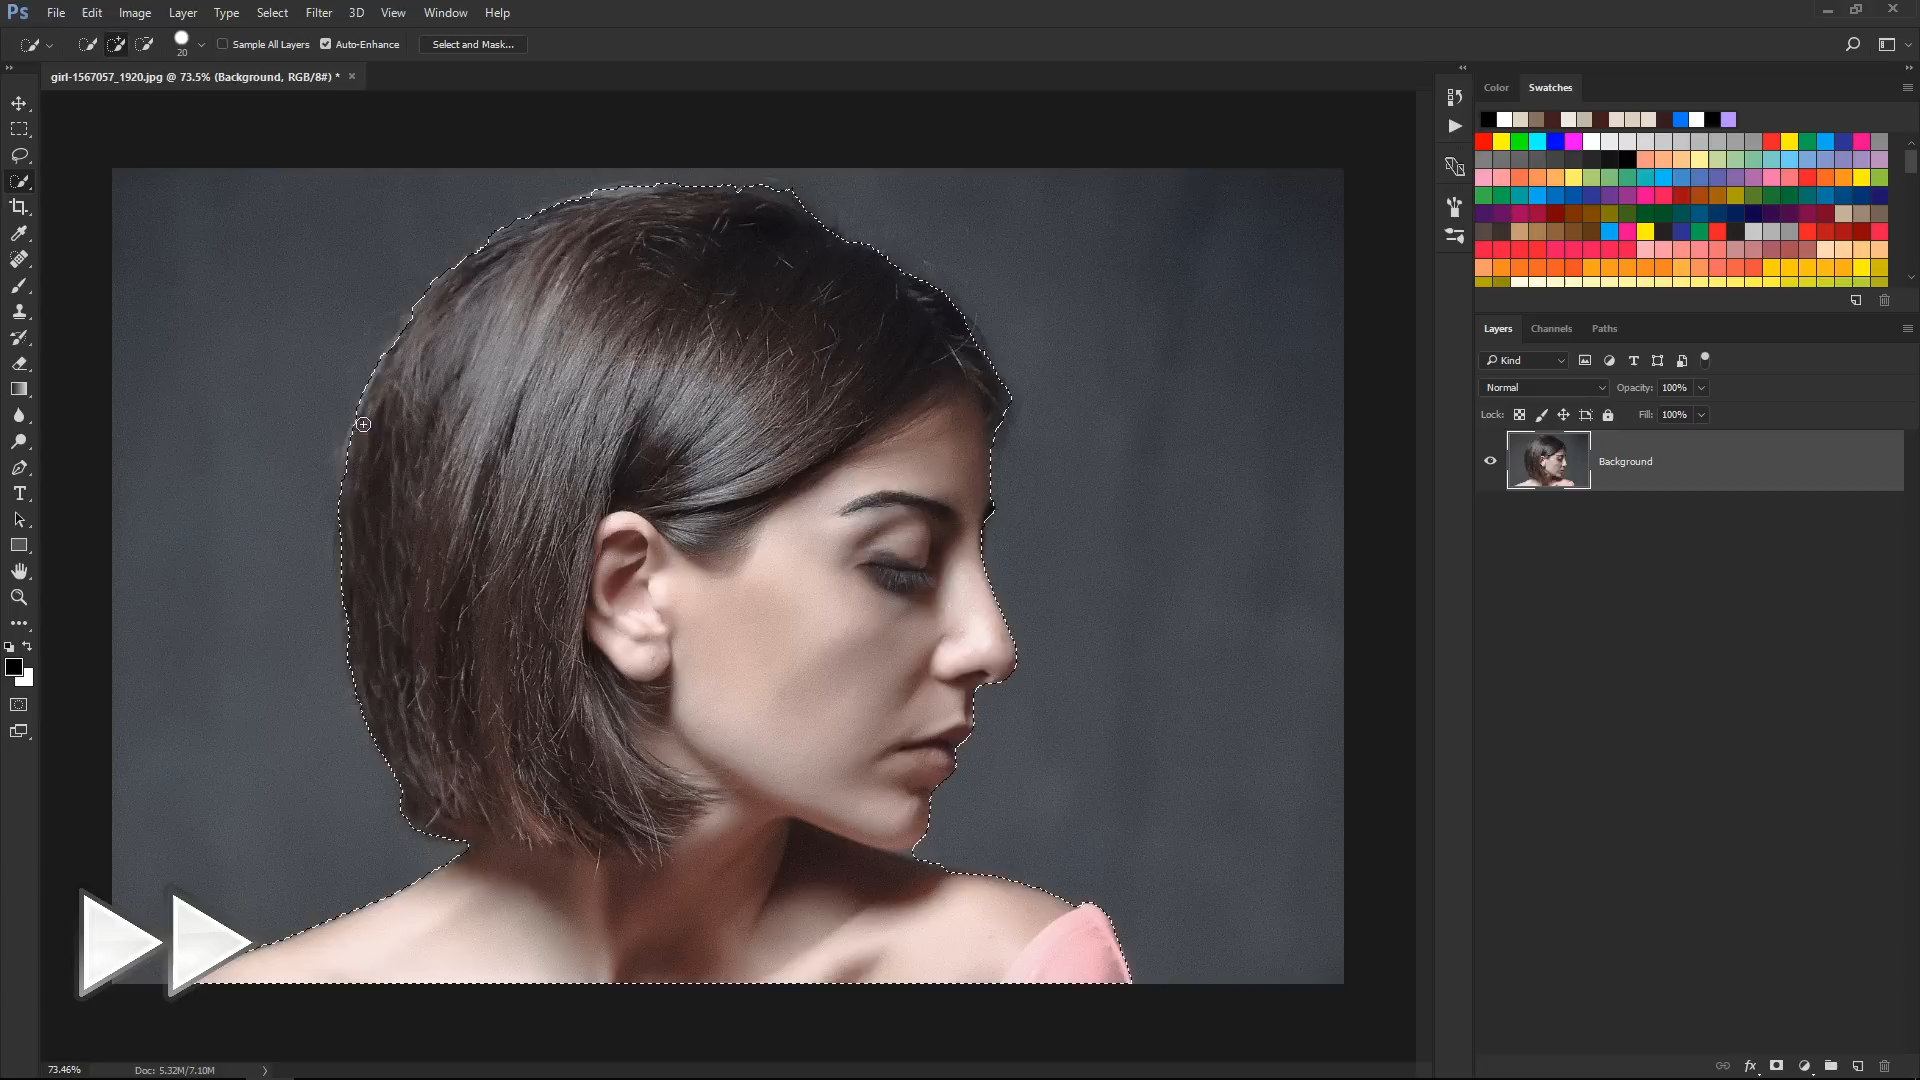 Ps File Edit Image Layer Type Select Filter 3D View Window Help
20 Sample All Layers Auto-Enhance Select and Mask...
girl-1567057_1920.jpg @ 73.5% (Background, RGB/8#) * ×
Color Swatches
Layers Channels Paths
Kind
Normal Opacity: 100%
Lock: Fill: 100%
Background
73.46% Doc: 5.32M/7.10M
fx